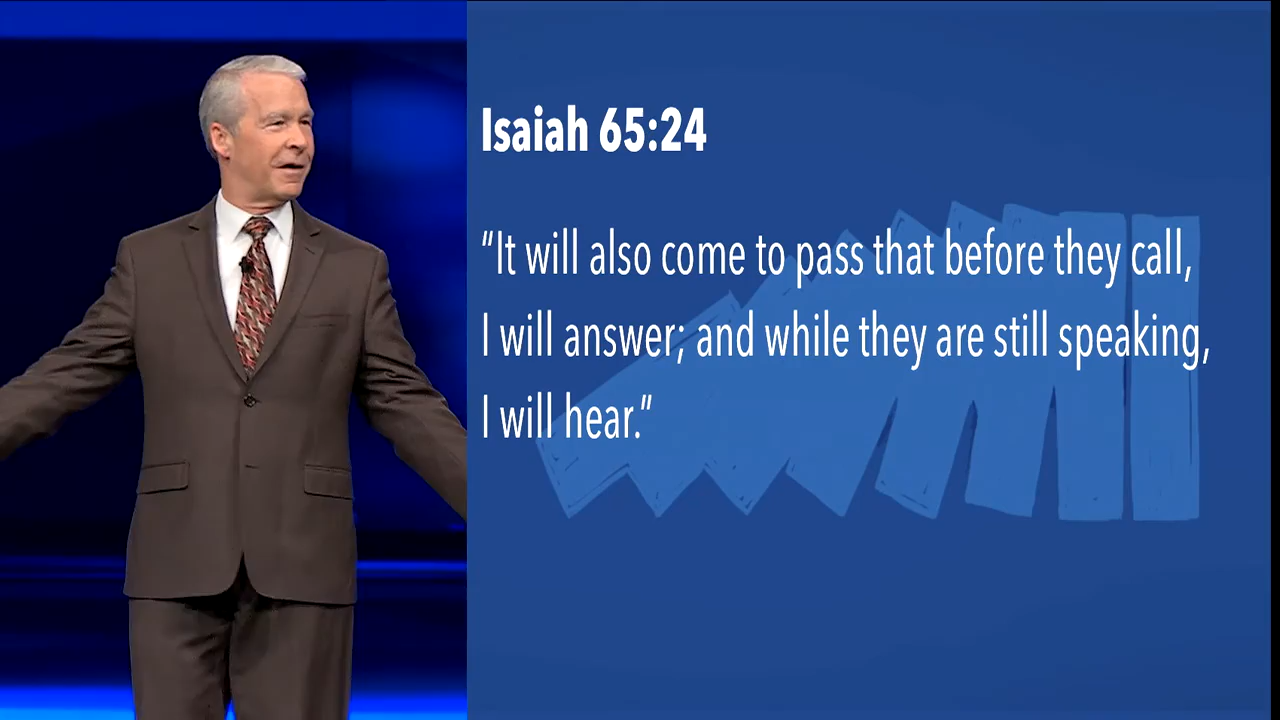 Isaiah 65:24
“It will also come to pass that before they call,
I will answer; and while they are still speaking,
I will hear.”